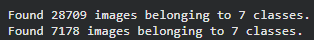 Found 28709 images belonging to 7 classes.
Found 7178 images belonging to 7 classes.